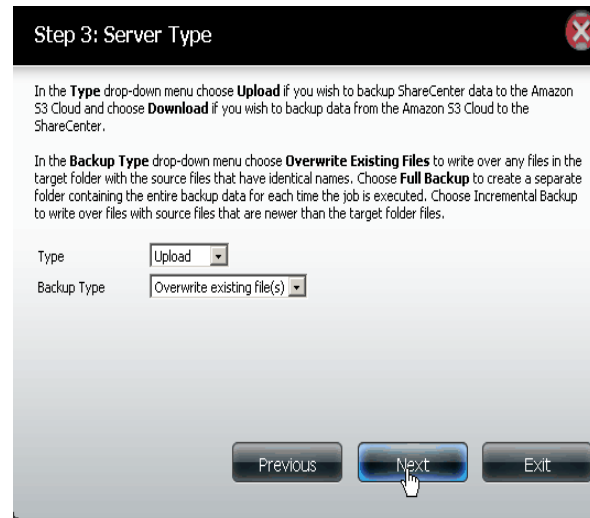 Step 3: Server Type
In the Type drop-down menu choose Upload if you wish to backup ShareCenter data to the Amazon
S3 Cloud and choose Download if you wish to backup data from the Amazon S3 Cloud to the
ShareCenter.
In the Backup Type drop-down menu choose Overwrite Existing Files to write over any files in the
target folder with the source files that have identical names. Choose Full Backup to create a separate
folder containing the entire backup data for each time the job is executed. Choose Incremental Backup
to write over files with source files that are newer than the target folder files.
Type Upload
Backup Type Overwrite existing file(s)
Previous Next Exit